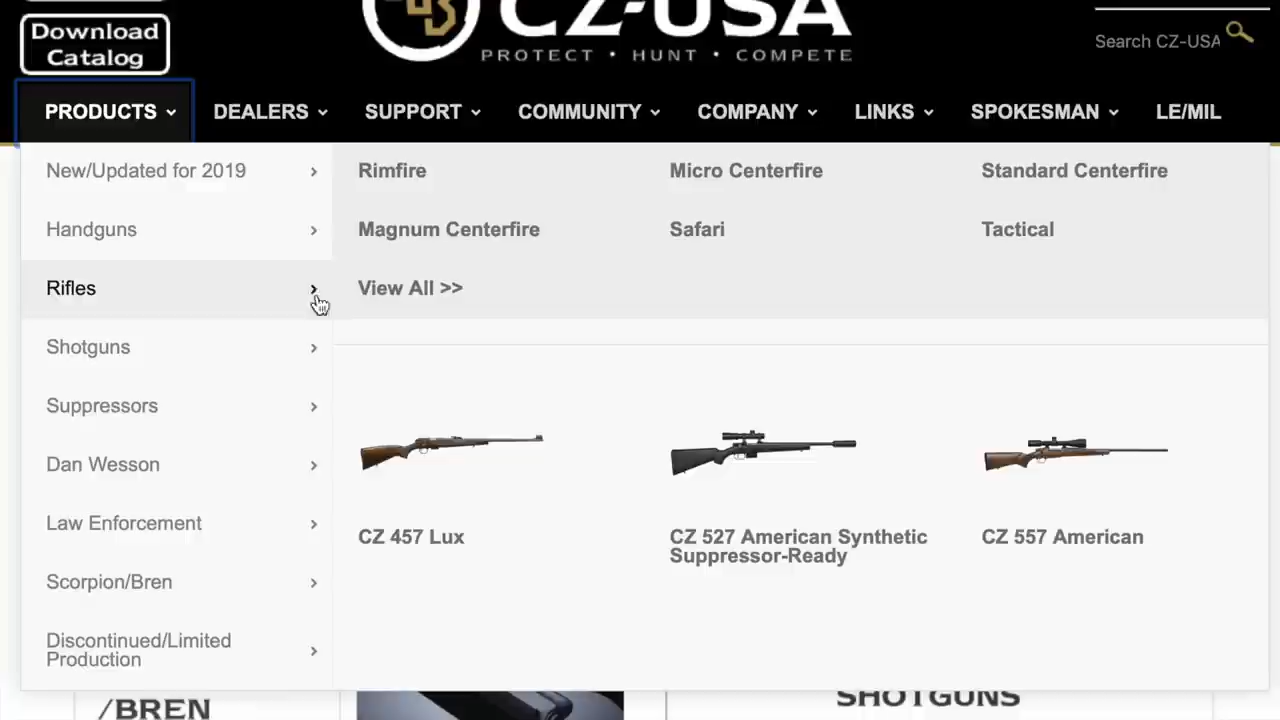 Download
Catalog
CZ-USA
PROTECT • HUNT • COMPETE
Search CZ-USA
PRODUCTS
DEALERS
SUPPORT
COMMUNITY
COMPANY
LINKS
SPOKESMAN
LE/MIL
New/Updated for 2019
Handguns
Rifles
Shotguns
Suppressors
Dan Wesson
Law Enforcement
Scorpion/Bren
Discontinued/Limited
Production
Rimfire
Micro Centerfire
Standard Centerfire
Magnum Centerfire
Safari
Tactical
View All >>
CZ 457 Lux
CZ 527 American Synthetic
Suppressor-Ready
CZ 557 American
/BREN
SHOTGUNS